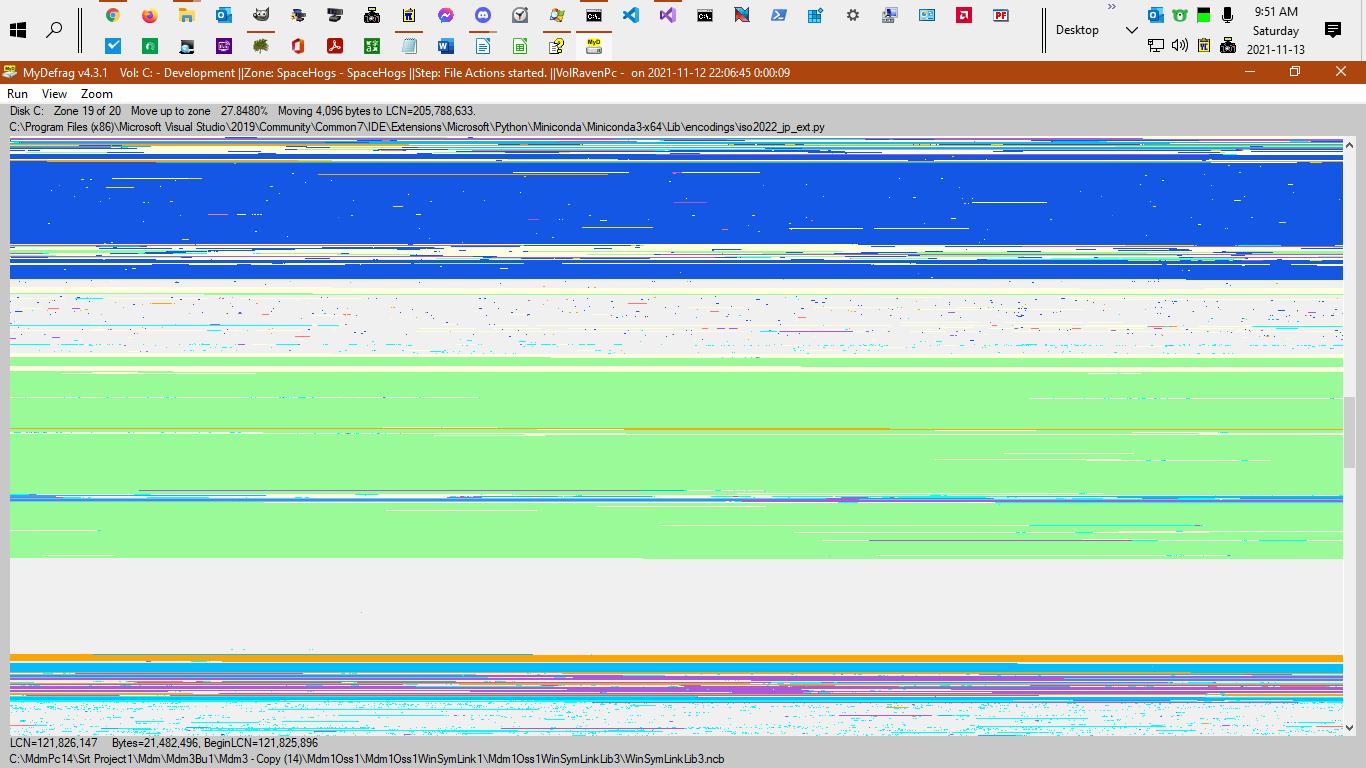 9:51 AM
Desktop
Saturday
2021-11-13
MyDefrag v4.3.1 Vol: C: - Development ||Zone: SpaceHogs - SpaceHogs ||Step: File Actions started. ||VolRavenPc - on 2021-11-12 22:06:45 0:00:09
Run View Zoom
Disk C: Zone 19 of 20 Move up to zone 27.8480% Moving 4,096 bytes to LCN=205,788,633.
C:\Program Files (x86)\Microsoft Visual Studio\2019\Community\Common7\IDE\Extensions\Microsoft\Python\Miniconda\Miniconda3-x64\Lib\encodings\iso2022_jp_ext.py
LCN=121,826,147 Bytes=21,482,496, BeginLCN=121,825,896
C:\MdmPc14\Srt Project1\Mdm\Mdm3Bu1\Mdm3 - Copy (14)\Mdm1Oss1\Mdm1Oss1WinSymLink1\Mdm1Oss1WinSymLinkLib3\WinSymLinkLib3.ncb